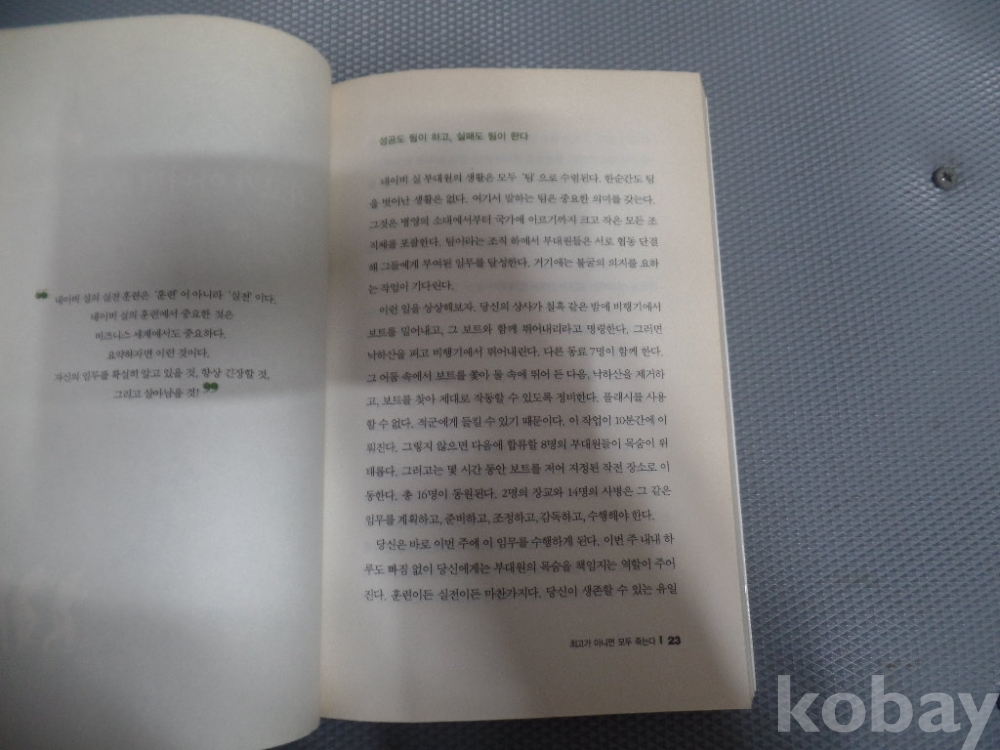 ❝ 네이비 실의 실전 훈련은 '훈련'이 아니라 '실전'이다.
네이비 실의 훈련에서 중요한 것은
비즈니스 세계에서도 중요하다.
요약하자면 이런 것이다.
자신의 임무를 확실히 알고 있을 것, 항상 긴장할 것,
그리고 살아남을 것! ❞
성공도 팀이 하고, 실패도 팀이 한다
네이비 실 부대원의 생활은 모두 '팀'으로 수렴된다. 한순간도 팀
을 벗어난 생활은 없다. 여기서 말하는 팀은 중요한 의미를 갖는다.
그것은 병영의 소대에서부터 국가에 이르기까지 크고 작은 모든 조
직체를 포괄한다. 팀이라는 조직 하에서 부대원들은 서로 협동 단결
해 그들에게 부여된 임무를 달성한다. 거기에는 불굴의 의지를 요하
는 작업이 기다린다.
이런 일을 상상해보자. 당신의 상사가 칠흑 같은 밤에 비행기에서
보트를 밀어내고, 그 보트와 함께 뛰어내리라고 명령한다. 그러면
낙하산을 펴고 비행기에서 뛰어내린다. 다른 동료 7명이 함께 한다.
그 어둠 속에서 보트를 쫓아 물 속에 뛰어 든 다음, 낙하산을 제거하
고, 보트를 찾아 제대로 작동할 수 있도록 정비한다. 플래시를 사용
할 수 없다. 적군에게 들킬 수 있기 때문이다. 이 작업이 10분간에 이
뤄진다. 그렇지 않으면 다음에 합류할 8명의 부대원들이 목숨이 위
태롭다. 그리고는 몇 시간 동안 보트를 저어 지정된 작전 장소로 이
동한다. 총 16명이 동원된다. 2명의 장교와 14명의 사병은 그 같은
임무를 계획하고, 준비하고, 조정하고, 감독하고, 수행해야 한다.
당신은 바로 이번 주에 이 임무를 수행하게 된다. 이번 주 내내 하
루도 빠짐 없이 당신에게는 부대원의 목숨을 책임지는 역할이 주어
진다. 훈련이든 실전이든 마찬가지다. 당신이 생존할 수 있는 유일
최고가 아니면 모두 죽는다 | 23
kobay